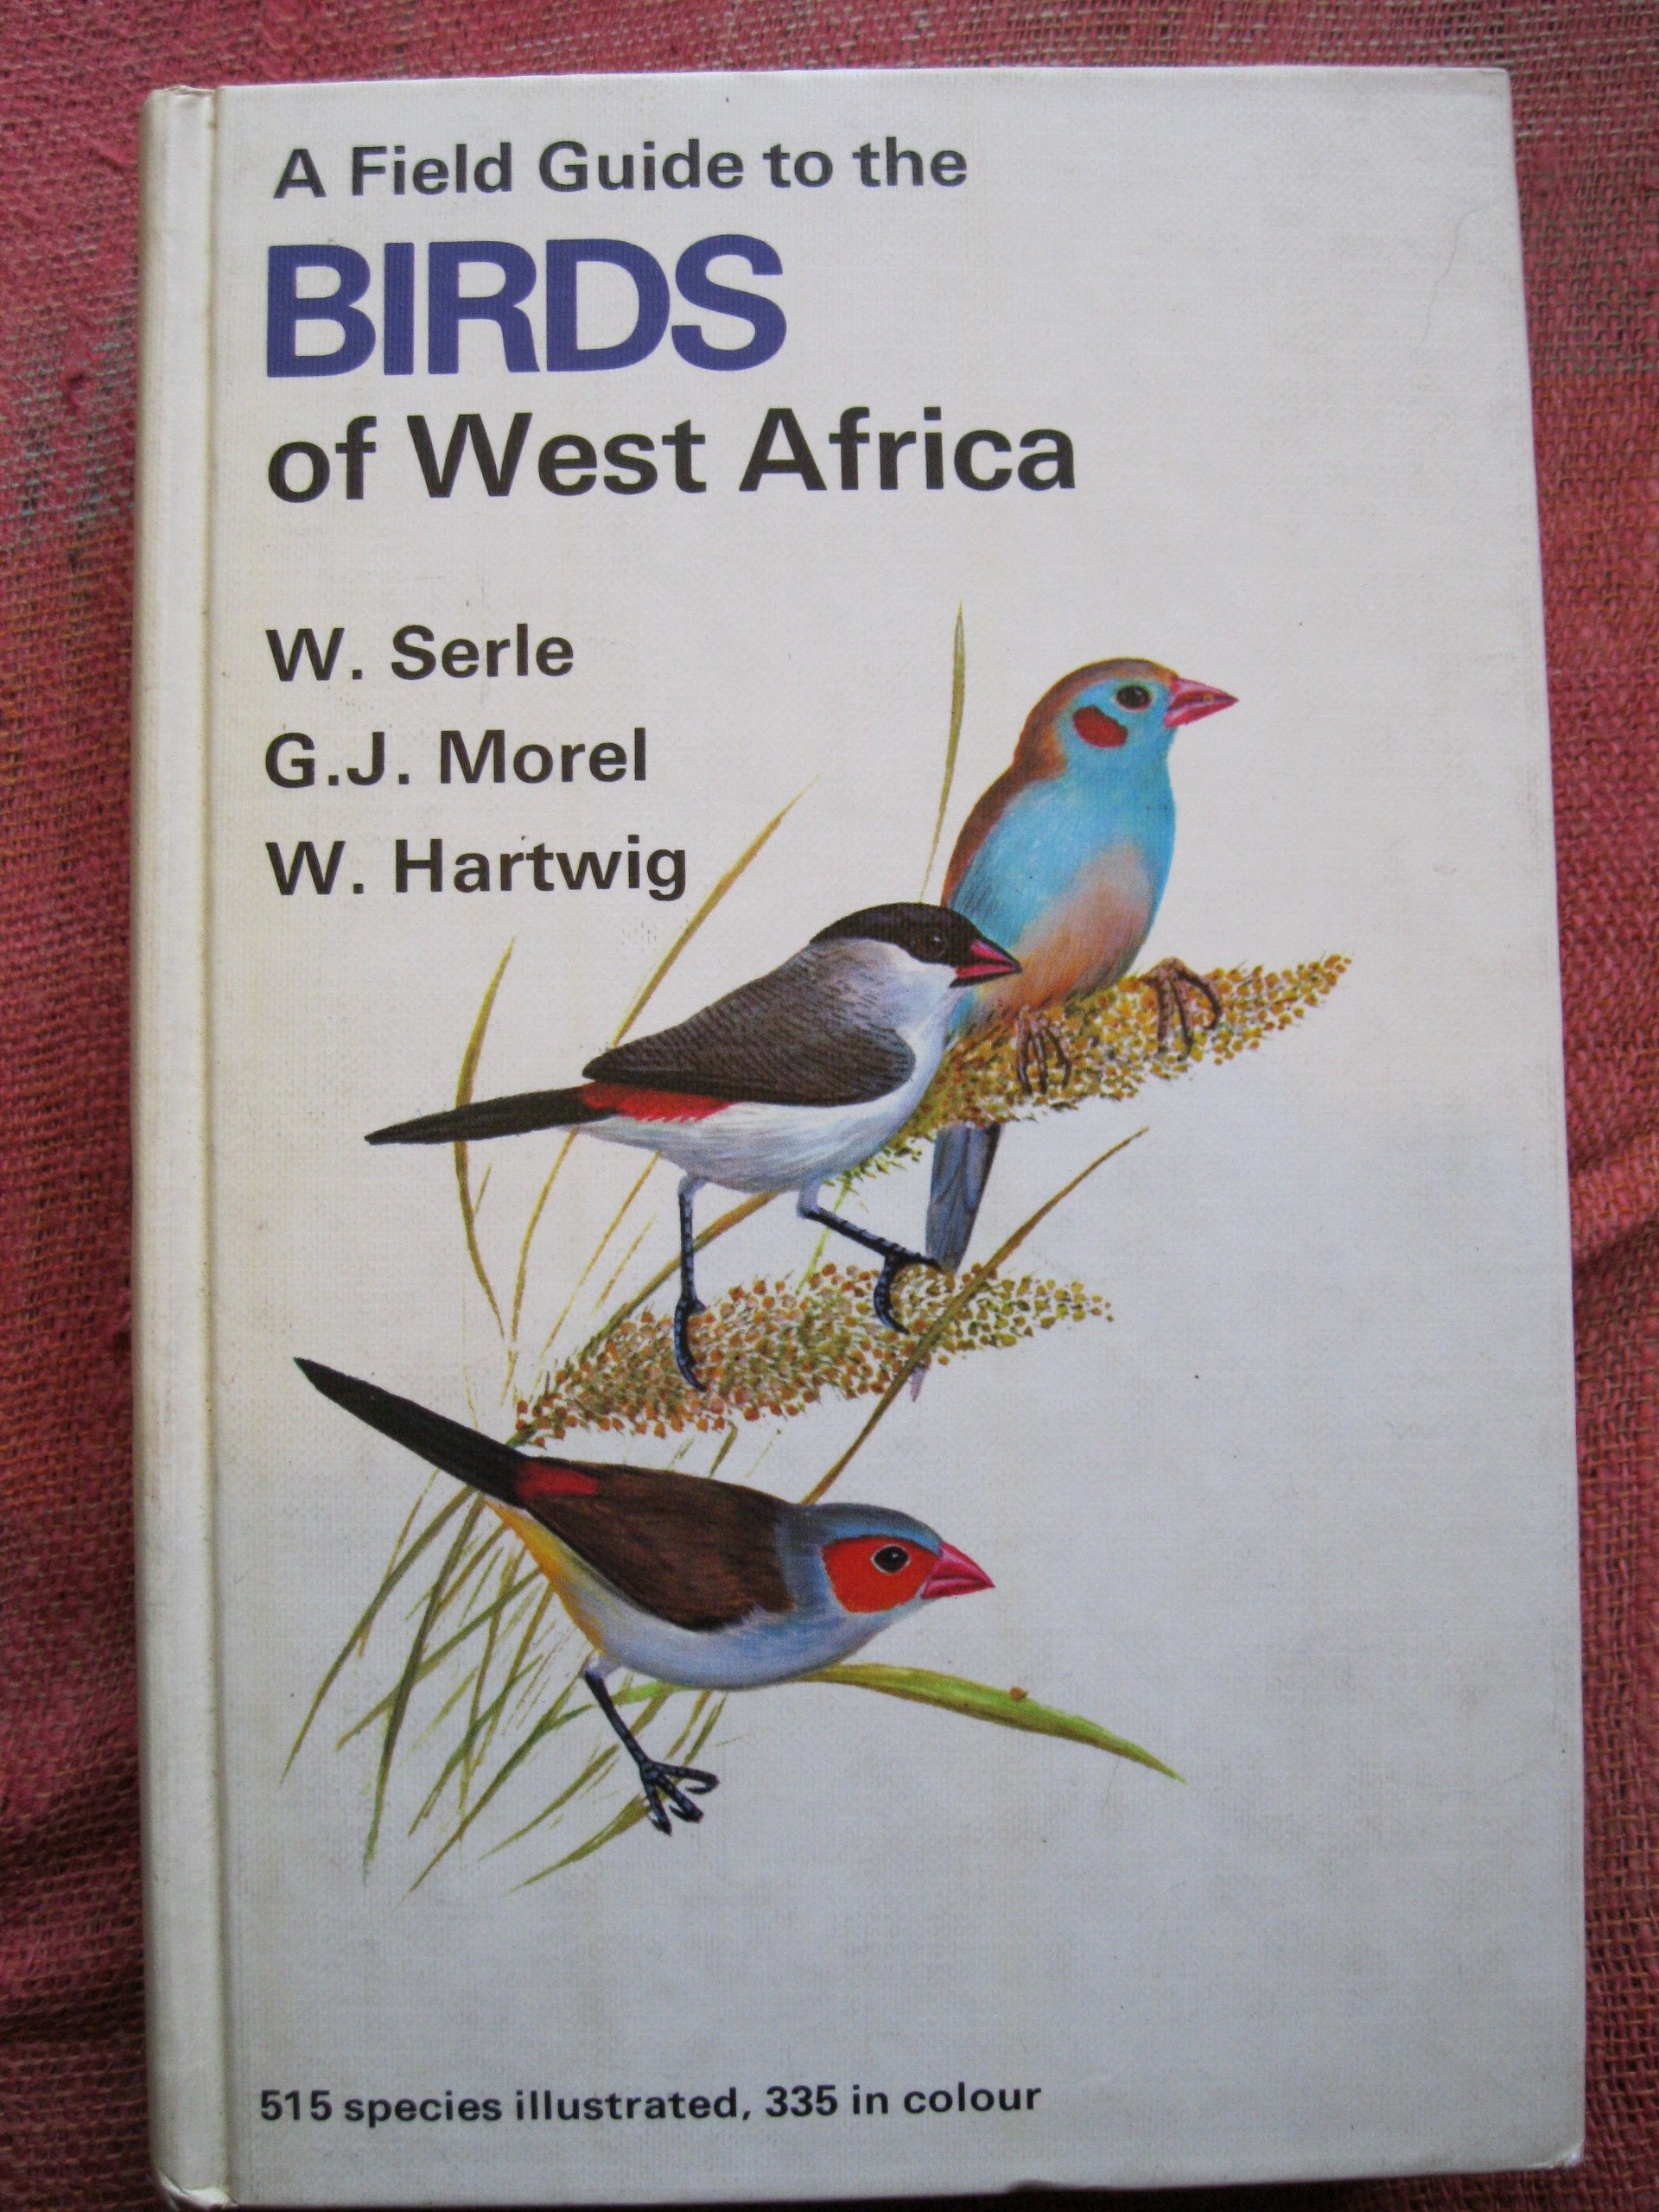 A Field Guide to the
BIRDS
of West Africa
W. Serle
G.J. Morel
W. Hartwig
515 species illustrated, 335 in colour